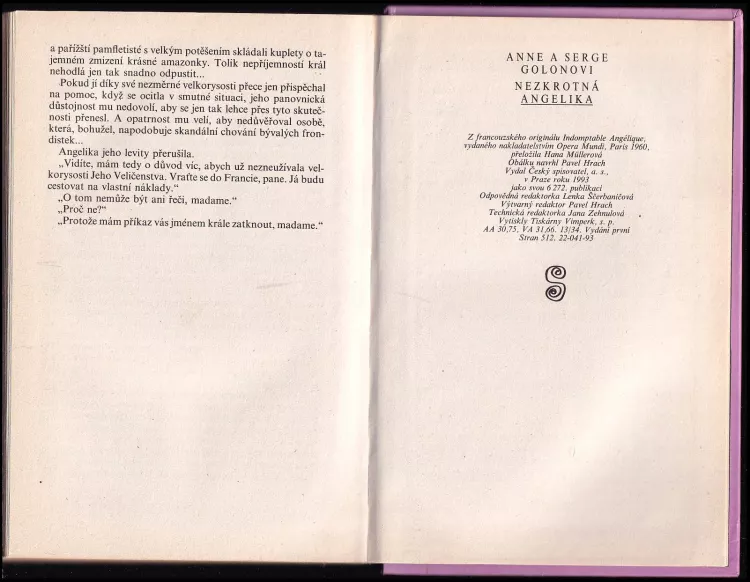 a pařížští pamfletisté s velkým potěšením skládali kuplety o ta-
jemném zmizení krásné amazonky. Tolik nepříjemností král
nehodlá jen tak snadno odpustit...
Pokud jí díky své nezměrné velkorysosti přece jen přispěchal
na pomoc, když se ocitla v smutné situaci, jeho panovnická
důstojnost mu nedovolí, aby se jen tak lehce přes tyto skuteč-
nosti přenesl. A opatrnost mu velí, aby nedůvěřoval osobě,
která, bohužel, napodobuje skandální chování bývalých fron-
distek...
Angelika jeho levity přerušila.
„Vidíte, mám tedy o důvod víc, abych už nezneužívala vel-
korysosti Jeho Veličenstva. Vraťte se do Francie, pane. Já budu
cestovat na vlastní náklady.“
„O tom nemůže být ani řeči, madame.“
„Proč ne?“
„Protože mám příkaz vás jménem krále zatknout, madame.“
ANNE A SERGE
GOLONOVI
NEZKROTNÁ
ANGELIKA
Z francouzského originálu Indomptable Angélique,
vydaného nakladatelstvím Opera Mundi, Paris 1960,
přeložila Hana Müllerová
Obálku navrhl Pavel Hrach
Vydal Český spisovatel, a. s.,
v Praze roku 1993
jako svou 6 272. publikaci
Odpovědná redaktorka Lenka Ščerbaničová
Výtvarný redaktor Pavel Hrach
Technická redaktorka Jana Zehnulová
Vytiskly Tiskárny Vimperk, s. p.
AA 30,75, VA 31,66. 13/34. Vydání první
Stran 512. 22-041-93